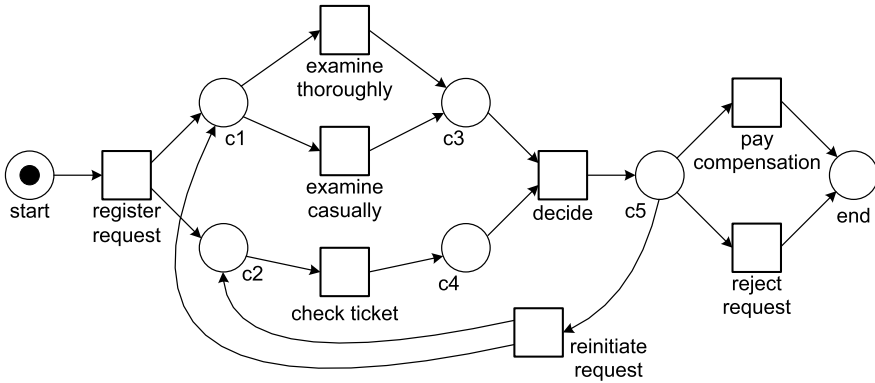 start
register
request
c1
c2
examine
thoroughly
examine
casually
check ticket
c3
c4
decide
c5
reinitiate
request
pay
compensation
reject
request
end